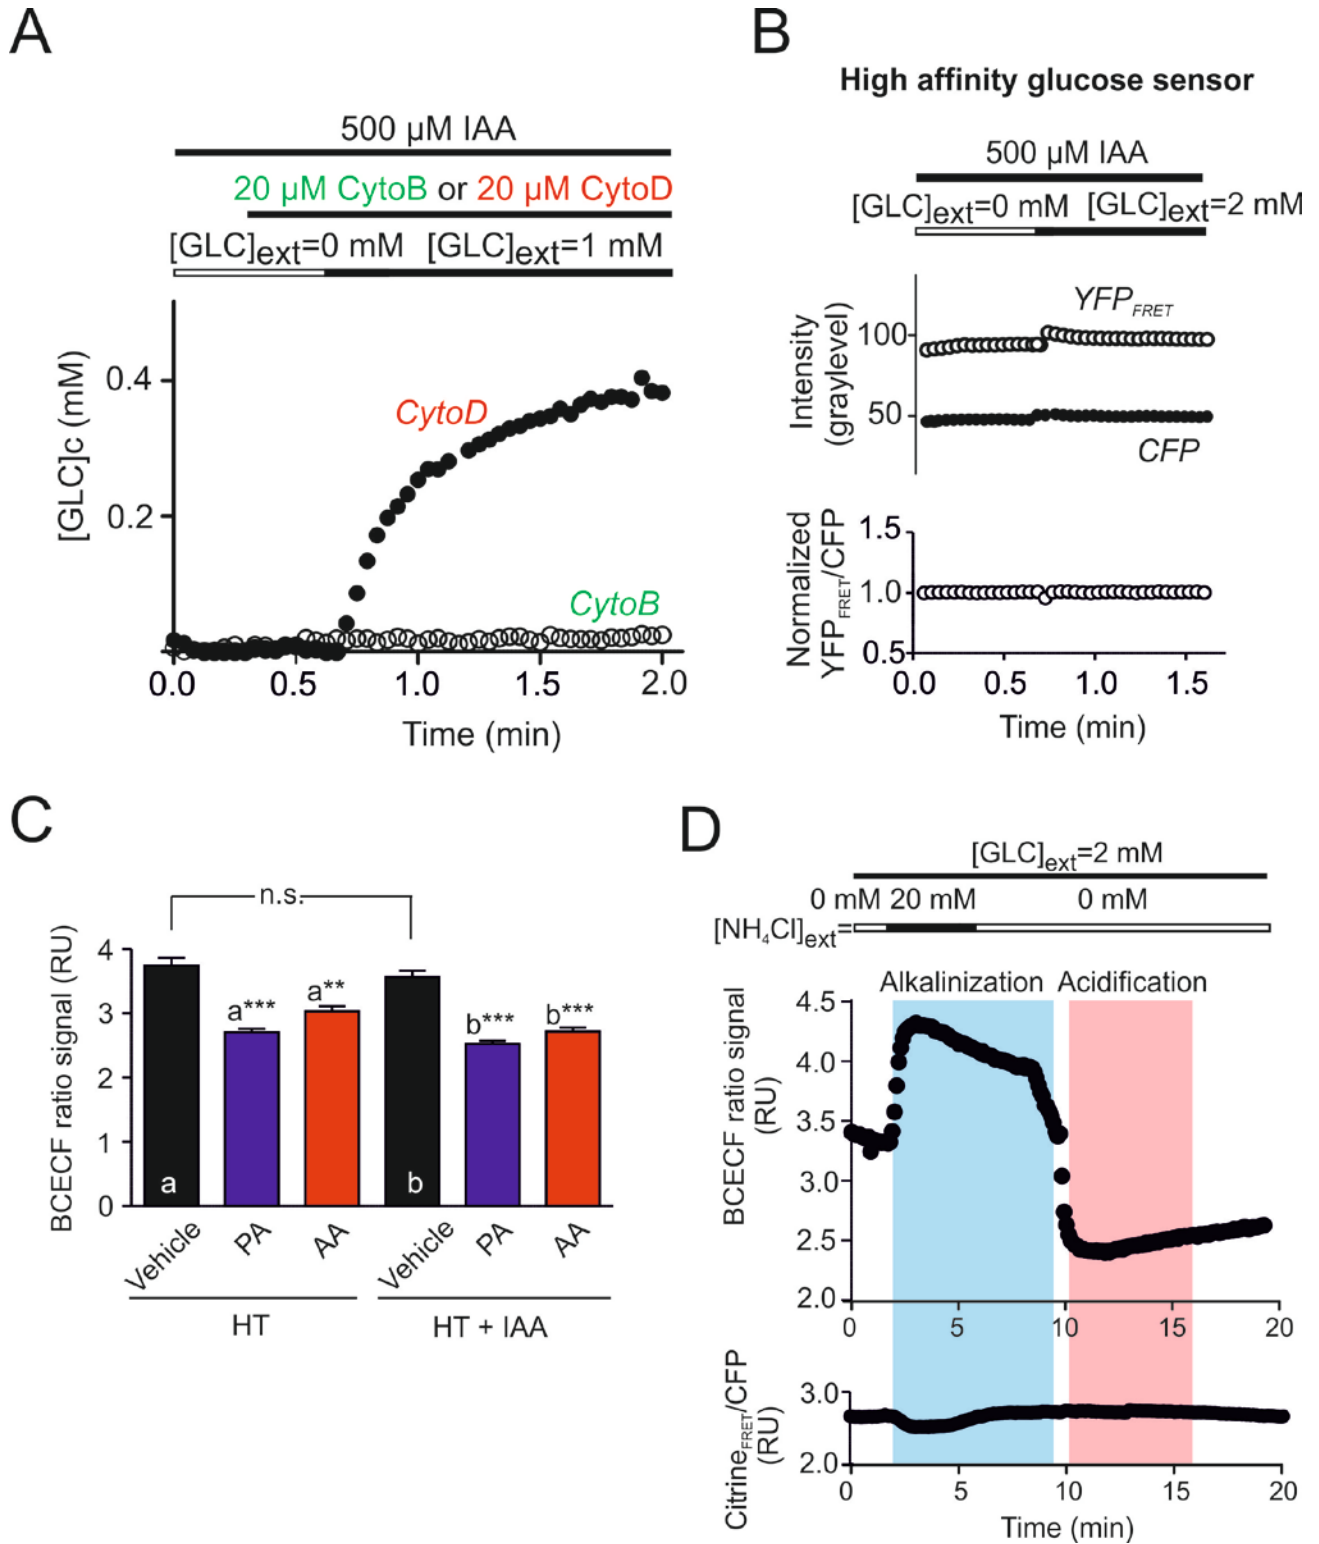 A
500 µM IAA
20 µM CytoB or 20 µM CytoD
[GLC]ext=0 mM [GLC]ext=1 mM
[GLC]c (mM)
0.4
0.2
CytoD
CytoB
0.0 0.5 1.0 1.5 2.0
Time (min)
B
High affinity glucose sensor
500 µM IAA
[GLC]ext=0 mM [GLC]ext=2 mM
Intensity
(graylevel)
100
50
YFPFRET
CFP
Normalized
YFPFRET/CFP
1.5
1.0
0.5
0.0 0.5 1.0 1.5
Time (min)
C
n.s.
BCECF ratio signal (RU)
4
3
2
1
0
a*** a** b*** b***
a b
Vehicle PA AA Vehicle PA AA
HT HT + IAA
D
[GLC]ext=2 mM
0 mM 20 mM 0 mM
[NH4Cl]ext=
Alkalinization Acidification
BCECF ratio signal
(RU)
4.5
4.0
3.5
3.0
2.5
2.0
0 5 10 15 20
CitrineFRET/CFP
(RU)
3.0
2.0
0 5 10 15 20
Time (min)